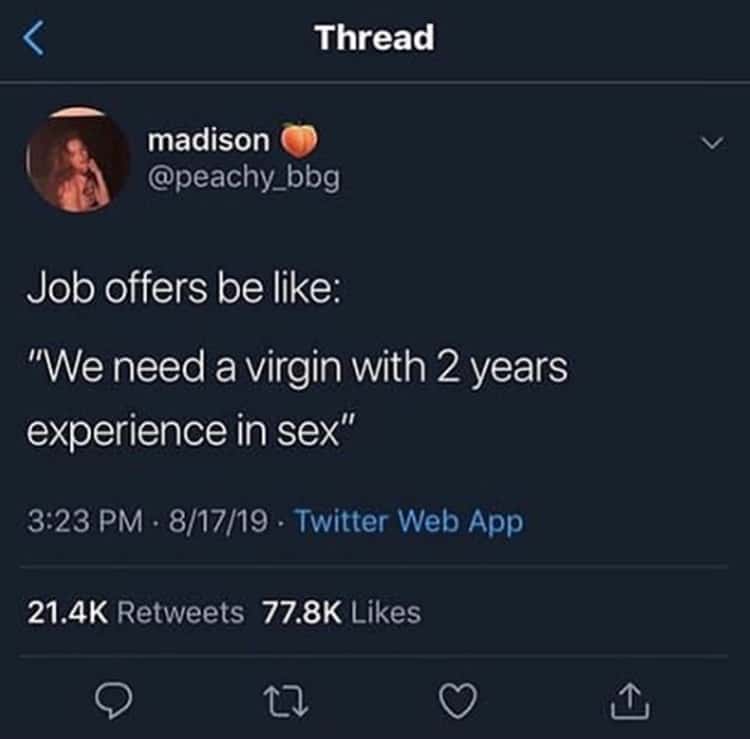 Thread
madison 🍑
@peachy_bbg
Job offers be like:
"We need a virgin with 2 years
experience in sex"
3:23 PM · 8/17/19 · Twitter Web App
21.4K Retweets 77.8K Likes